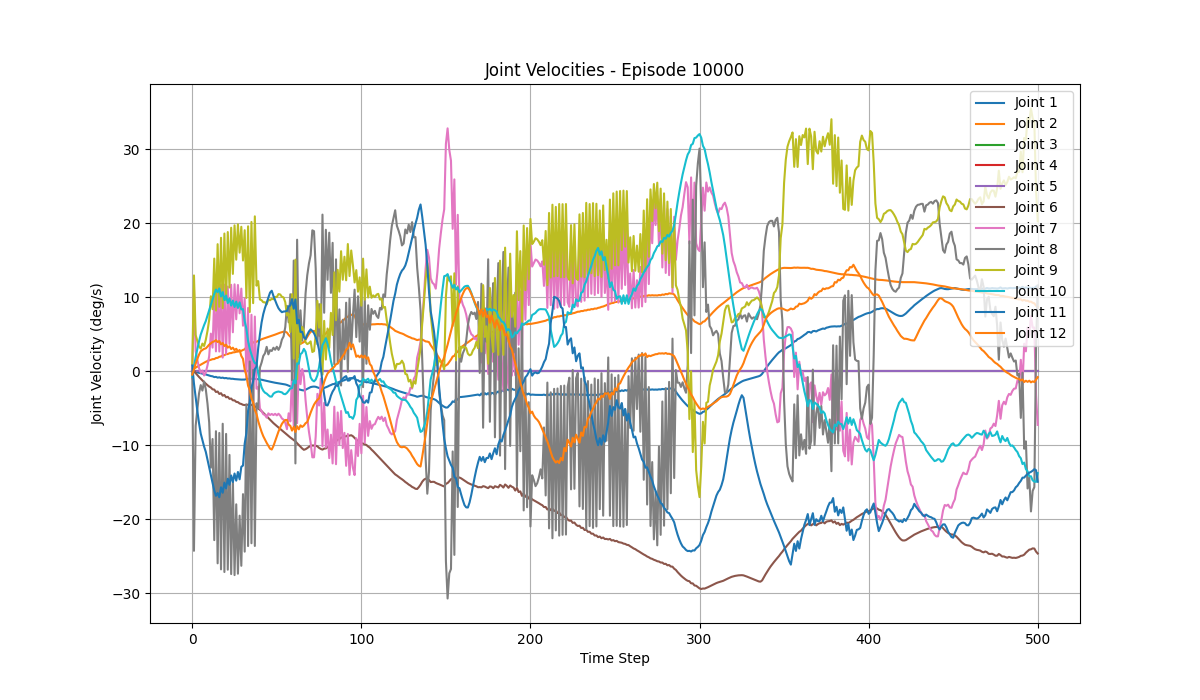 Joint Velocities - Episode 10000
Joint Velocity (deg/s)
30
20
10
0
−10
−20
−30
0
100
200
300
400
500
Time Step
Joint 1
Joint 2
Joint 3
Joint 4
Joint 5
Joint 6
Joint 7
Joint 8
Joint 9
Joint 10
Joint 11
Joint 12